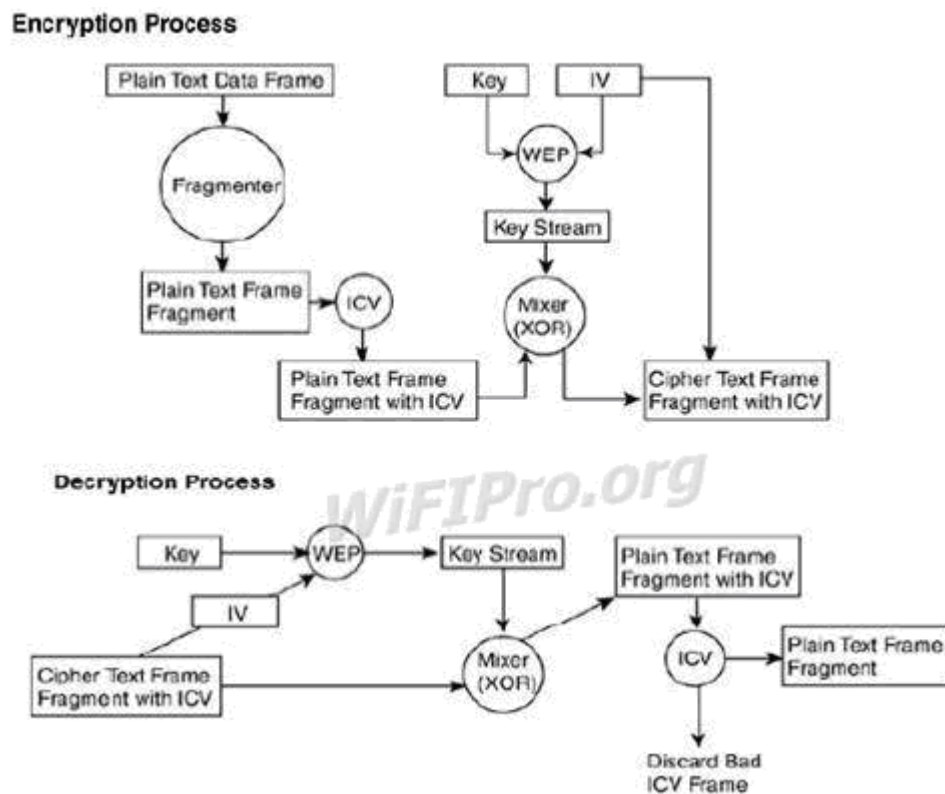 Encryption Process
Plain Text Data Frame
Key
IV
WEP
Fragmenter
Key Stream
Plain Text Frame
Fragment
ICV
Mixer
(XOR)
Plain Text Frame
Fragment with ICV
Cipher Text Frame
Fragment with ICV
WiFIPro.org
Decryption Process
Key
WEP
Key Stream
Plain Text Frame
Fragment with ICV
IV
Cipher Text Frame
Fragment with ICV
Mixer
(XOR)
ICV
Plain Text Frame
Fragment
Discard Bad
ICV Frame